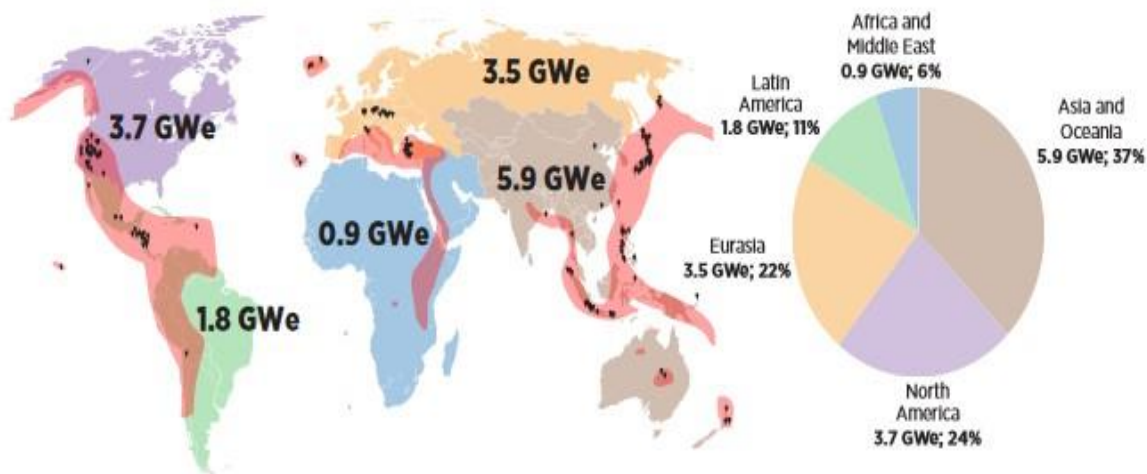 3.7 GWe
3.5 GWe
5.9 GWe
0.9 GWe
1.8 GWe
Africa and
Middle East
0.9 GWe; 6%
Latin
America
1.8 GWe; 11%
Asia and
Oceania
5.9 GWe; 37%
Eurasia
3.5 GWe; 22%
North
America
3.7 GWe; 24%